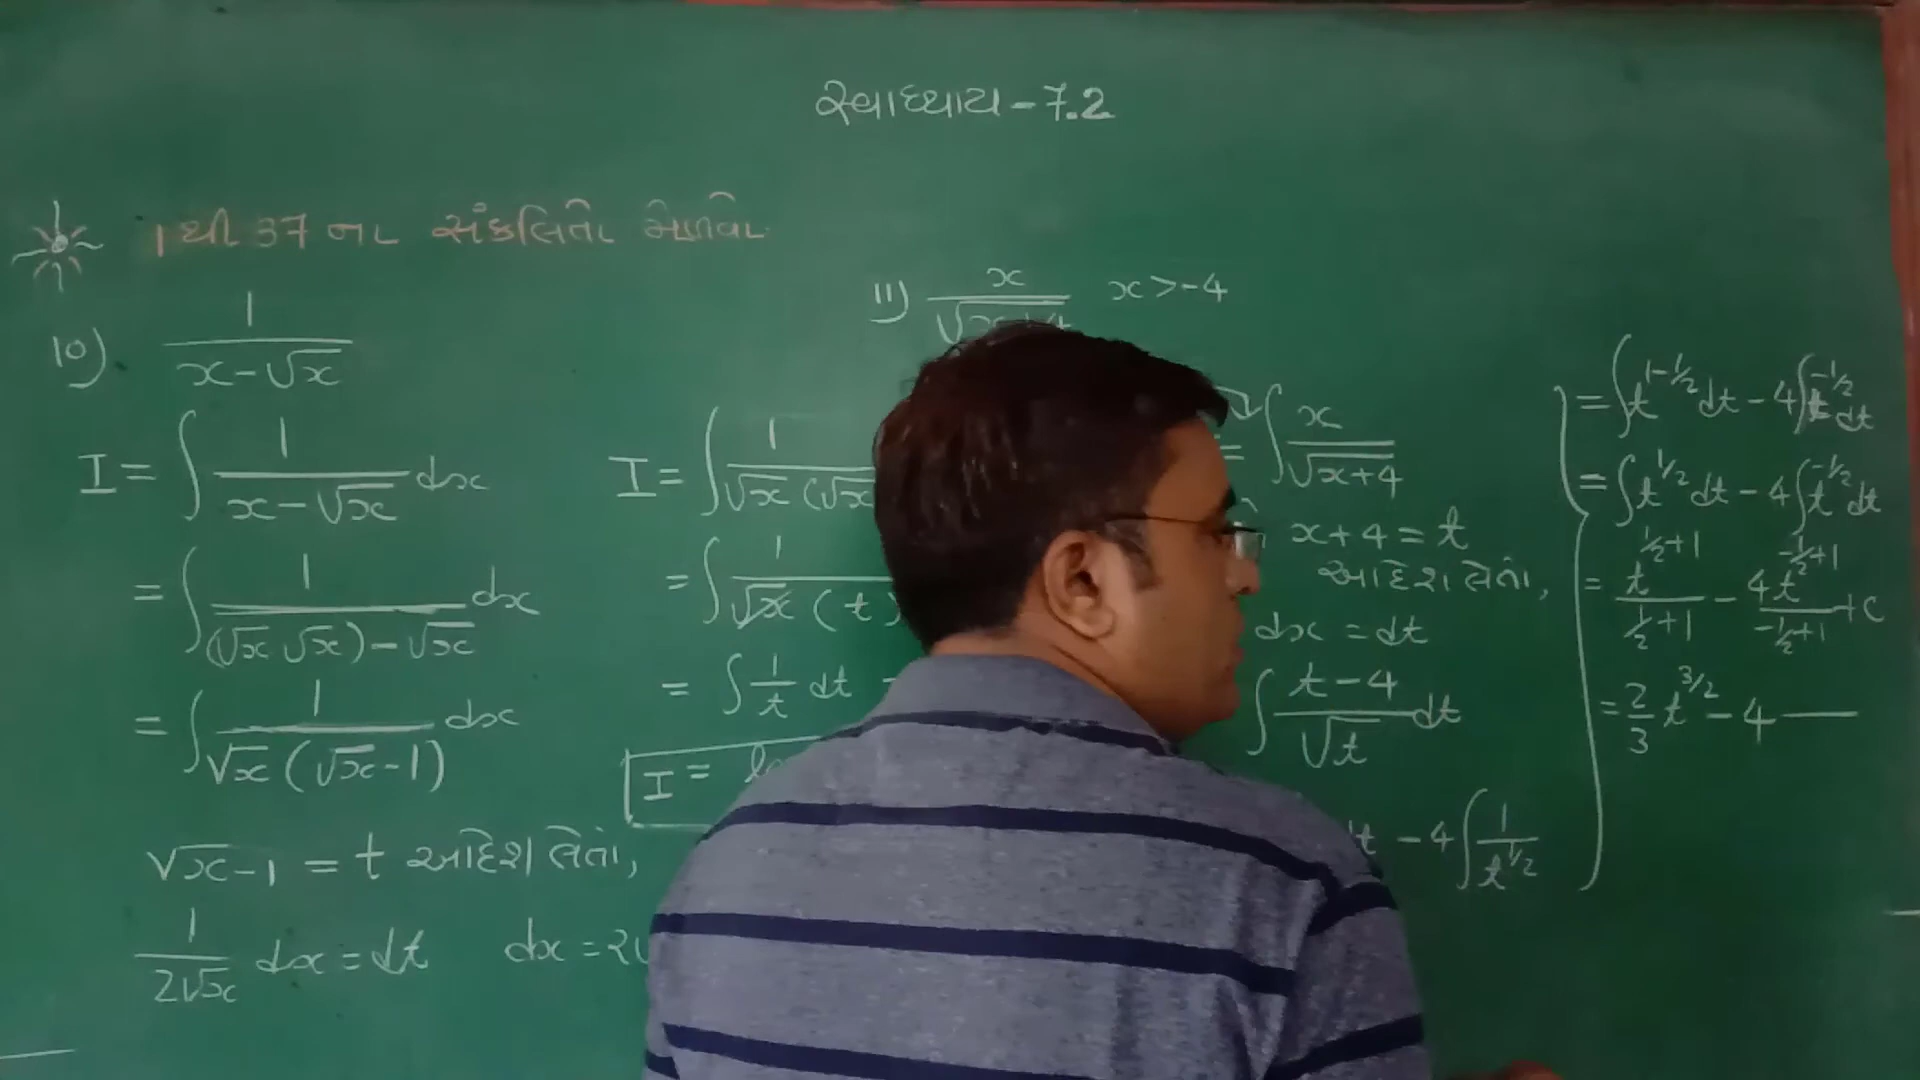 સ્વાધ્યાય - 7.2
1 થી 37 ના સંકલિતો મેળવો.
10) 1/(x-√x)
I = ∫ 1/(x-√x) dx
= ∫ 1/((√x √x) - √x) dx
= ∫ 1/(√x (√x-1)) dx
√x-1 = t આદેશ લેતાં,
1/(2√x) dx = dt dx = 2
I = ∫ 1/(√x (√x
= ∫ 1/(√x (t)
= ∫ 1/t dt
I =
11) x/√(x+4) x > -4
= ∫ x/√(x+4)
x+4 = t
આદેશ લેતાં,
dx = dt
∫ (t-4)/√t dt
dt - 4∫ 1/t^(1/2)
= ∫ t^(1-1/2) dt - 4∫ t^(-1/2) dt
= ∫ t^(1/2) dt - 4∫ t^(-1/2) dt
= t^(1/2+1)/(1/2+1) - 4t^(-1/2+1)/(-1/2+1) + c
= 2/3 t^(3/2) - 4